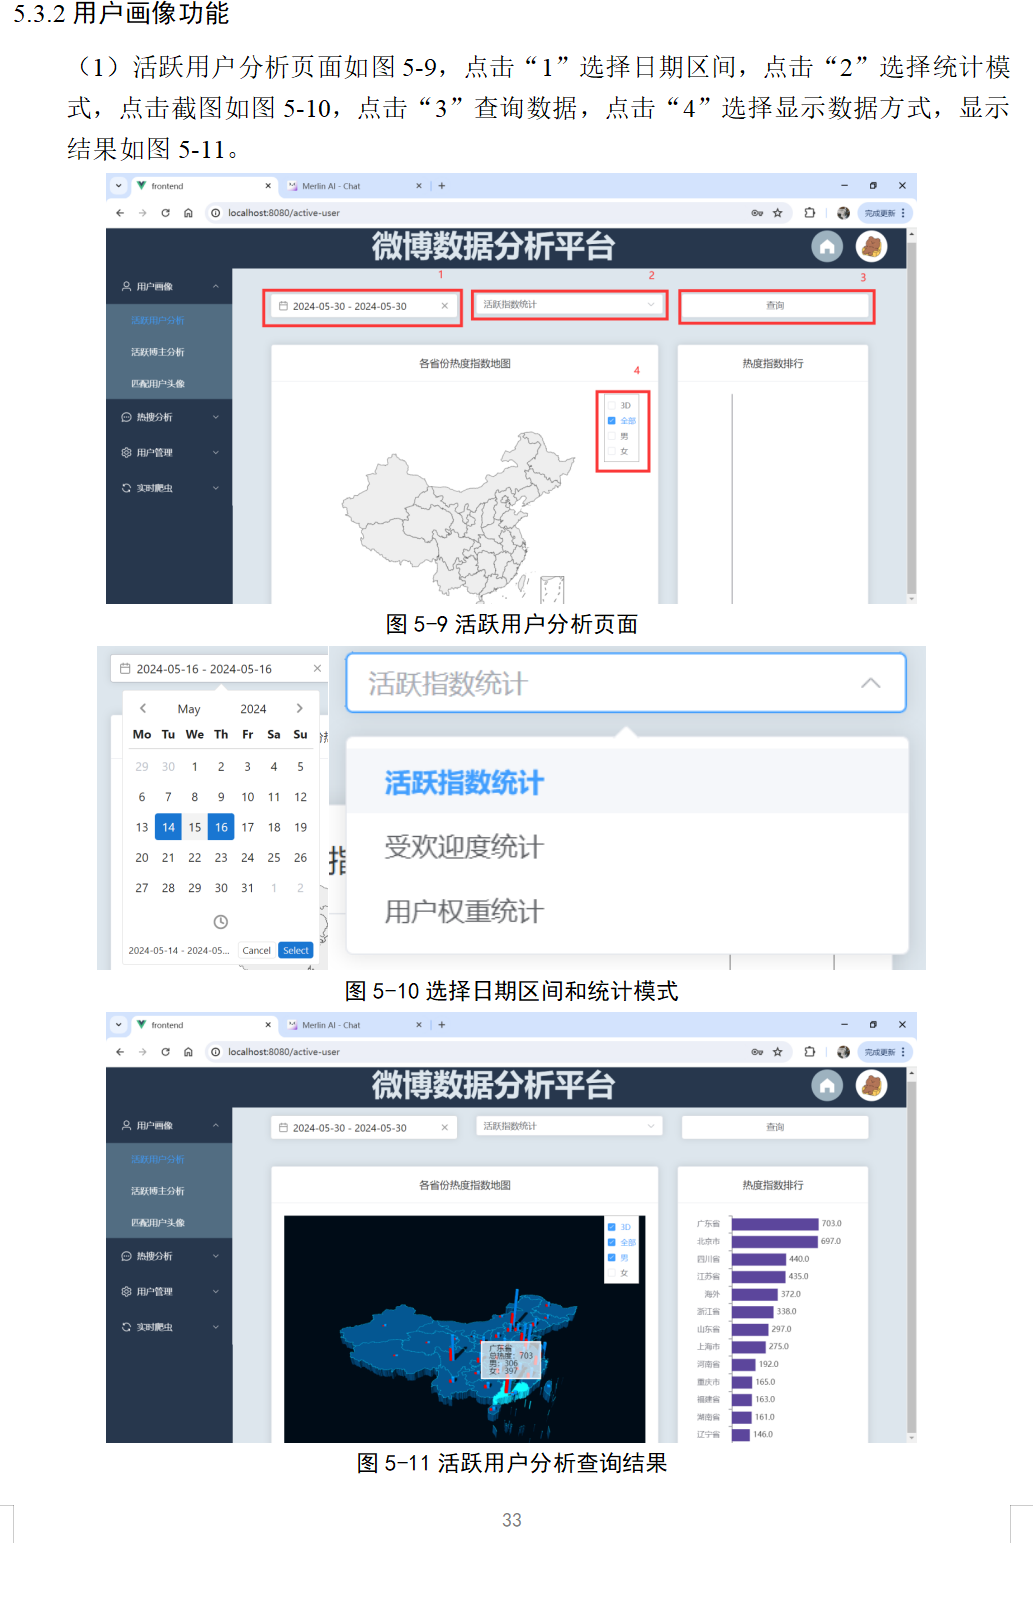 5.3.2 用户画像功能
（1）活跃用户分析页面如图 5-9，点击“1”选择日期区间，点击“2”选择统计模
式，点击截图如图 5-10，点击“3”查询数据，点击“4”选择显示数据方式，显示
结果如图 5-11。
frontend
Merlin AI - Chat
localhost:8080/active-user
完成更新
微博数据分析平台
1
2
3
用户画像
2024-05-30 - 2024-05-30
活跃指数统计
查询
活跃用户分析
活跃博主分析
匹配用户头像
热搜分析
用户管理
实时爬虫
各省份热度指数地图
4
热度指数排行
3D
全部
男
女
图 5-9 活跃用户分析页面
2024-05-16 - 2024-05-16
May 2024
Mo Tu We Th Fr Sa Su
29 30 1 2 3 4 5
6 7 8 9 10 11 12
13 14 15 16 17 18 19
20 21 22 23 24 25 26
27 28 29 30 31 1 2
2024-05-14 - 2024-05... Cancel Select
指
活跃指数统计
活跃指数统计
受欢迎度统计
用户权重统计
图 5-10 选择日期区间和统计模式
frontend
Merlin AI - Chat
localhost:8080/active-user
完成更新
微博数据分析平台
用户画像
2024-05-30 - 2024-05-30
活跃指数统计
查询
活跃用户分析
活跃博主分析
匹配用户头像
热搜分析
用户管理
实时爬虫
各省份热度指数地图
3D
全部
男
女
广东省
总热度：703
男：306
女：397
热度指数排行
广东省 703.0
北京市 697.0
四川省 440.0
江苏省 435.0
海外 372.0
浙江省 338.0
山东省 297.0
上海市 275.0
河南省 192.0
重庆市 165.0
福建省 163.0
湖南省 161.0
辽宁省 146.0
图 5-11 活跃用户分析查询结果
33